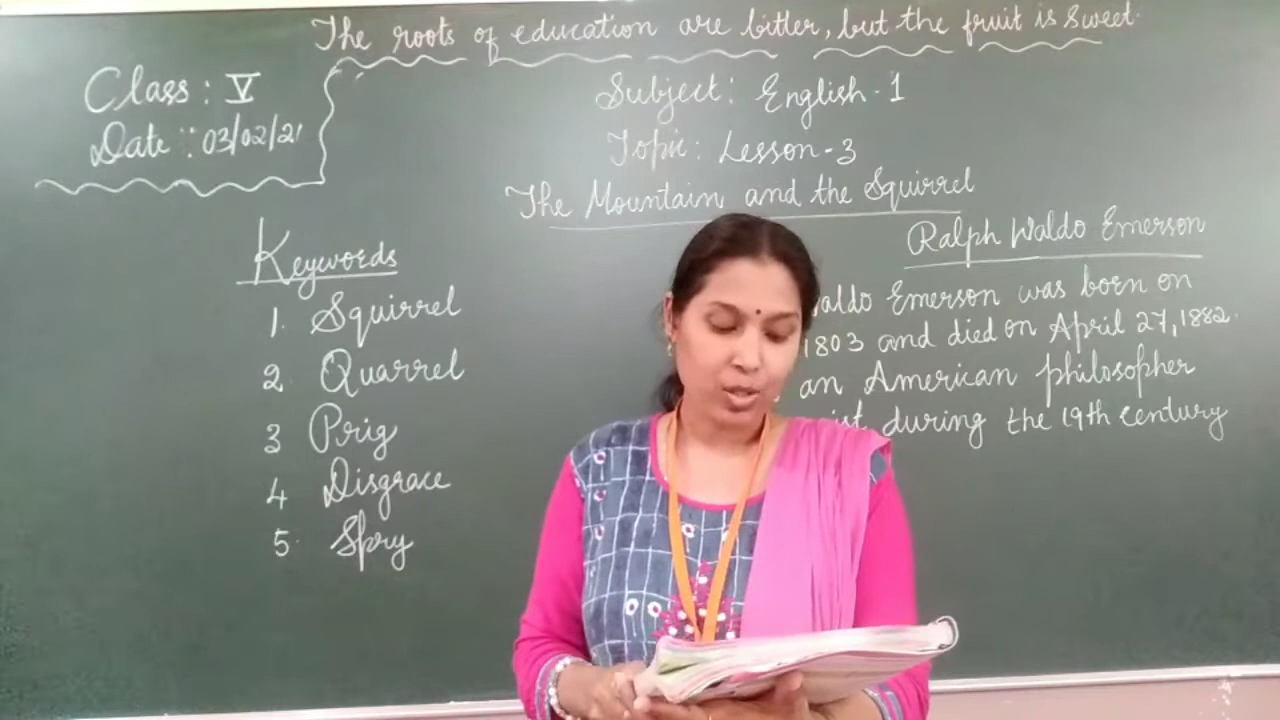 The roots of education are bitter, but the fruit is sweet.
Class : V
Date : 03/02/21
Subject : English - 1
Topic : Lesson - 3
The Mountain and the Squirrel
Keywords
1. Squirrel
2. Quarrel
3 Prig
4 Disgrace
5. Spry
Ralph Waldo Emerson
aldo Emerson was born on
1803 and died on April 27, 1882.
an American philosopher
ist during the 19th century